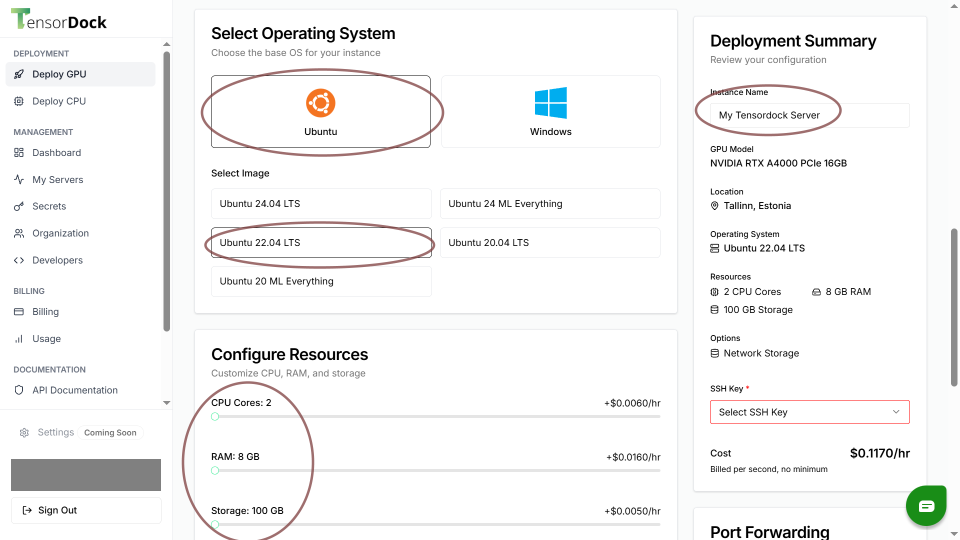 TensorDock
DEPLOYMENT
Deploy GPU
Deploy CPU
MANAGEMENT
Dashboard
My Servers
Secrets
Organization
Developers
BILLING
Billing
Usage
DOCUMENTATION
API Documentation
Settings Coming Soon
Sign Out
Select Operating System
Choose the base OS for your instance
Ubuntu
Windows
Select Image
Ubuntu 24.04 LTS
Ubuntu 24 ML Everything
Ubuntu 22.04 LTS
Ubuntu 20.04 LTS
Ubuntu 20 ML Everything
Configure Resources
Customize CPU, RAM, and storage
CPU Cores: 2 +$0.0060/hr
RAM: 8 GB +$0.0160/hr
Storage: 100 GB +$0.0050/hr
Deployment Summary
Review your configuration
Instance Name
My Tensordock Server
GPU Model
NVIDIA RTX A4000 PCIe 16GB
Location
Tallinn, Estonia
Operating System
Ubuntu 22.04 LTS
Resources
2 CPU Cores 8 GB RAM
100 GB Storage
Options
Network Storage
SSH Key *
Select SSH Key
Cost $0.1170/hr
Billed per second, no minimum
Port Forwarding